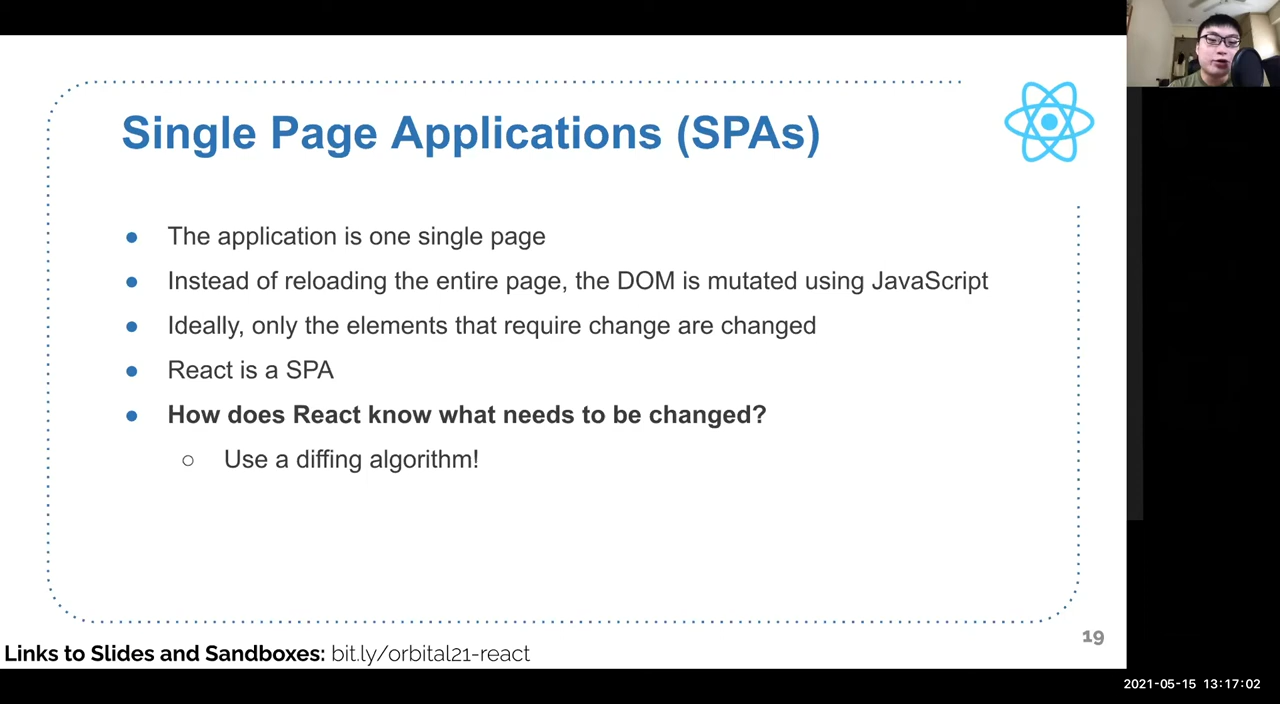 Single Page Applications (SPAs)
● The application is one single page
● Instead of reloading the entire page, the DOM is mutated using JavaScript
● Ideally, only the elements that require change are changed
● React is a SPA
● How does React know what needs to be changed?
○ Use a diffing algorithm!
19
Links to Slides and Sandboxes: bit.ly/orbital21-react
2021-05-15 13:17:02